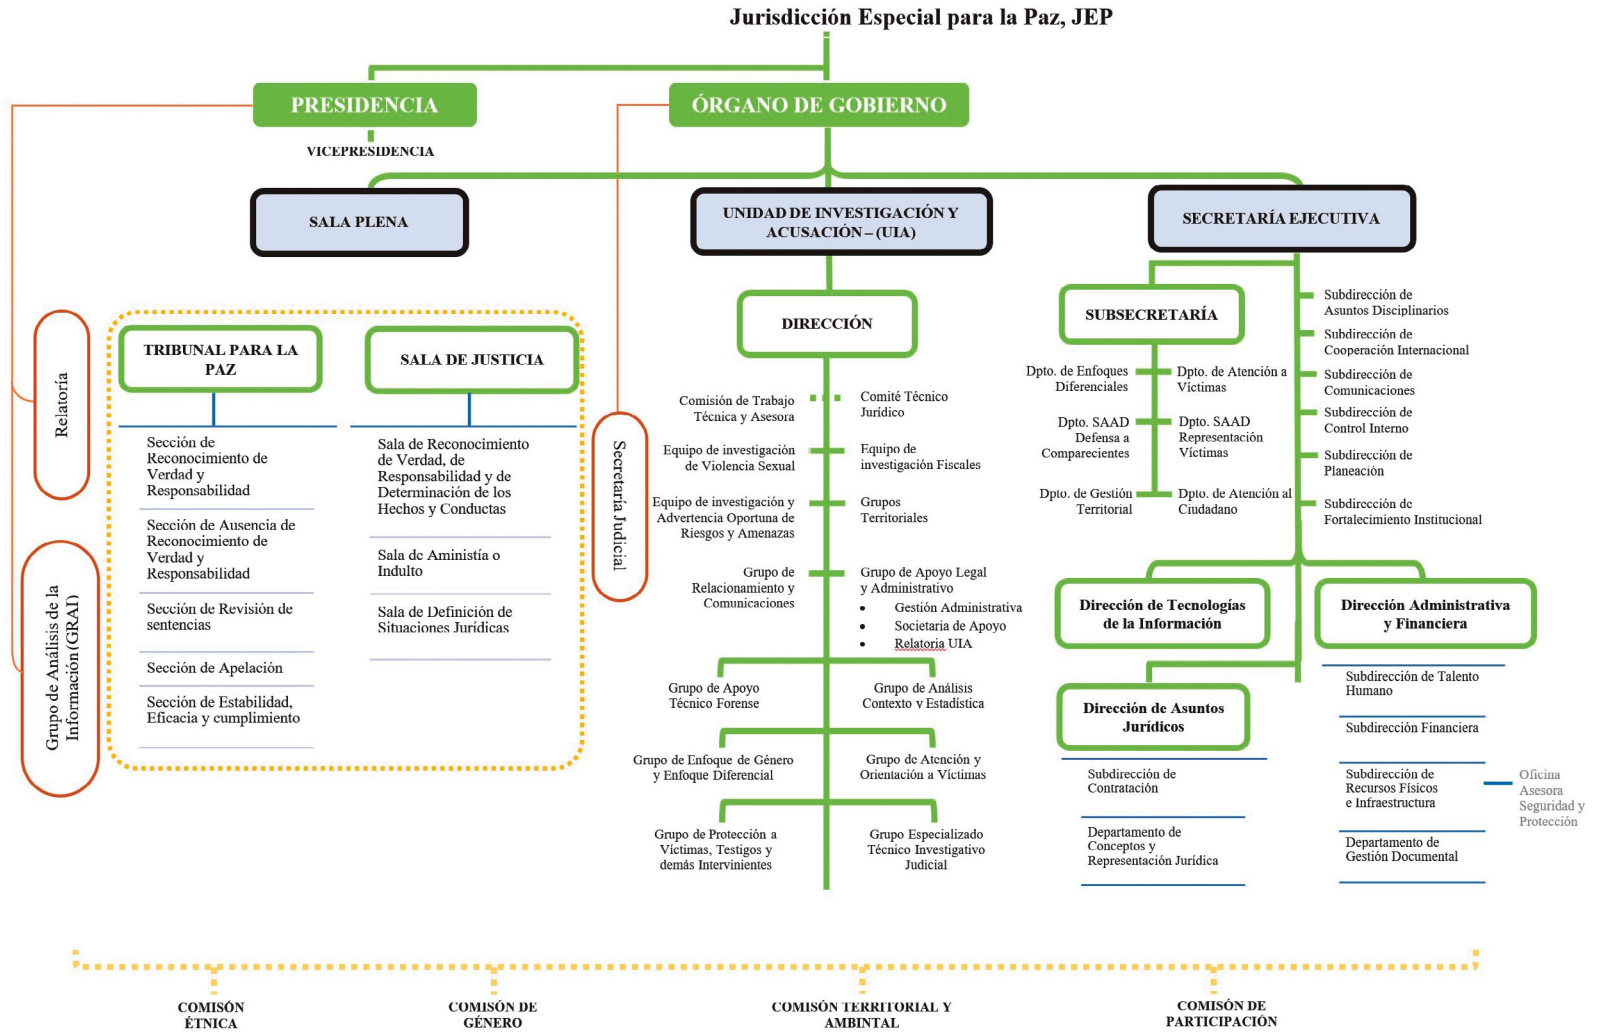 Jurisdicción Especial para la Paz, JEP
PRESIDENCIA
ÓRGANO DE GOBIERNO
VICEPRESIDENCIA
SALA PLENA
UNIDAD DE INVESTIGACIÓN Y
ACUSACIÓN – (UIA)
SECRETARÍA EJECUTIVA
Relatoría
Grupo de Análisis de la
Información (GRAI)
TRIBUNAL PARA LA
PAZ
Sección de
Reconocimiento de
Verdad y
Responsabilidad
Sección de Ausencia de
Reconocimiento de
Verdad y
Responsabilidad
Sección de Revisión de
sentencias
Sección de Apelación
Sección de Estabilidad,
Eficacia y cumplimiento
SALA DE JUSTICIA
Sala de Reconocimiento
de Verdad, de
Responsabilidad y de
Determinación de los
Hechos y Conductas
Sala de Aministía o
Indulto
Sala de Definición de
Situaciones Jurídicas
Secretaría Judicial
DIRECCIÓN
Comisión de Trabajo
Técnica y Asesora
Comité Técnico
Jurídico
Equipo de investigación
de Violencia Sexual
Equipo de
investigación Fiscales
Equipo de investigación y
Advertencia Oportuna de
Riesgos y Amenazas
Grupos
Territoriales
Grupo de
Relacionamiento y
Comunicaciones
Grupo de Apoyo Legal
y Administrativo
• Gestión Administrativa
• Societaria de Apoyo
• Relatoria UIA
Grupo de Apoyo
Técnico Forense
Grupo de Análisis
Contexto y Estadística
Grupo de Enfoque de Género
y Enfoque Diferencial
Grupo de Atención y
Orientación a Víctimas
Grupo de Protección a
Víctimas, Testigos y
demás Intervinientes
Grupo Especializado
Técnico Investigativo
Judicial
SUBSECRETARÍA
Dpto. de Enfoques
Diferenciales
Dpto. de Atención a
Víctimas
Dpto. SAAD
Defensa a
Comparecientes
Dpto. SAAD
Representación
Víctimas
Dpto. de Gestión
Territorial
Dpto. de Atención al
Ciudadano
Subdirección de
Asuntos Disciplinarios
Subdirección de
Cooperación Internacional
Subdirección de
Comunicaciones
Subdirección de
Control Interno
Subdirección de
Planeación
Subdirección de
Fortalecimiento Institucional
Dirección de Tecnologías
de la Información
Dirección Administrativa
y Financiera
Dirección de Asuntos
Jurídicos
Subdirección de
Contratación
Departamento de
Conceptos y
Representación Jurídica
Subdirección de Talento
Humano
Subdirección Financiera
Subdirección de
Recursos Físicos
e Infraestructura
Departamento de
Gestión Documental
Oficina
Asesora
Seguridad y
Protección
COMISÓN
ÉTNICA
COMISÓN DE
GÉNERO
COMISÓN TERRITORIAL Y
AMBINTAL
COMISÓN DE
PARTICIPACIÓN